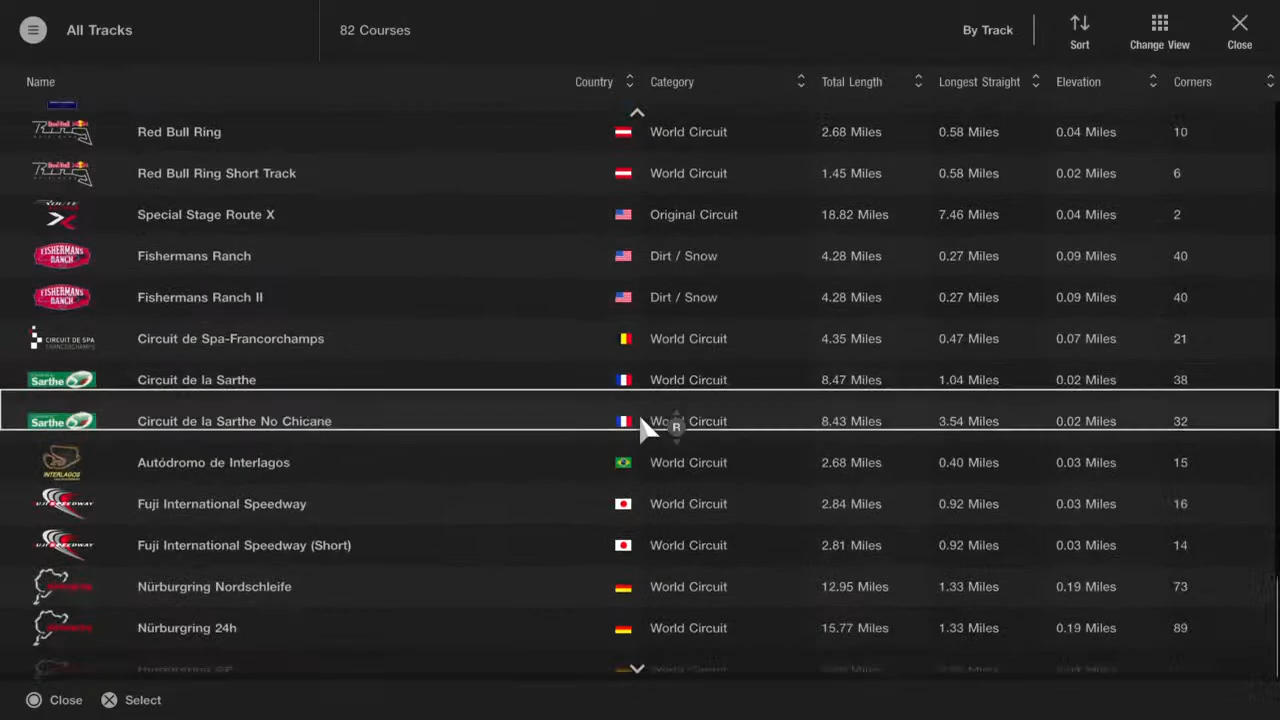 All Tracks 82 Courses By Track Sort Change View Close
Name Country Category Total Length Longest Straight Elevation Corners
Red Bull Ring World Circuit 2.68 Miles 0.58 Miles 0.04 Miles 10
Red Bull Ring Short Track World Circuit 1.45 Miles 0.58 Miles 0.02 Miles 6
Special Stage Route X Original Circuit 18.82 Miles 7.46 Miles 0.04 Miles 2
FISHERMANS RANCH Fishermans Ranch Dirt / Snow 4.28 Miles 0.27 Miles 0.09 Miles 40
FISHERMANS RANCH Fishermans Ranch II Dirt / Snow 4.28 Miles 0.27 Miles 0.09 Miles 40
CIRCUIT DE SPA FRANCORCHAMPS Circuit de Spa-Francorchamps World Circuit 4.35 Miles 0.47 Miles 0.07 Miles 21
Sarthe Circuit de la Sarthe World Circuit 8.47 Miles 1.04 Miles 0.02 Miles 38
Sarthe Circuit de la Sarthe No Chicane R Circuit 8.43 Miles 3.54 Miles 0.02 Miles 32
INTERLAGOS Autódromo de Interlagos World Circuit 2.68 Miles 0.40 Miles 0.03 Miles 15
Fuji International Speedway World Circuit 2.84 Miles 0.92 Miles 0.03 Miles 16
Fuji International Speedway (Short) World Circuit 2.81 Miles 0.92 Miles 0.03 Miles 14
Nürburgring Nordschleife World Circuit 12.95 Miles 1.33 Miles 0.19 Miles 73
Nürburgring 24h World Circuit 15.77 Miles 1.33 Miles 0.19 Miles 89
Close Select